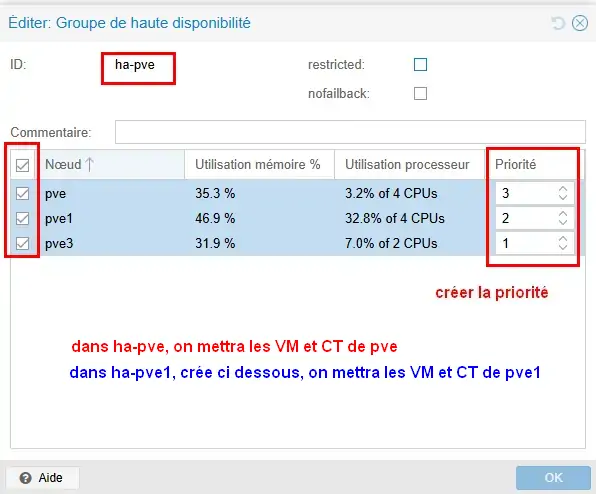 Éditer: Groupe de haute disponibilité
ID: ha-pve restricted:
nofailback:
Commentaire:
Nœud Utilisation mémoire % Utilisation processeur Priorité
pve 35.3 % 3.2% of 4 CPUs 3
pve1 46.9 % 32.8% of 4 CPUs 2
pve3 31.9 % 7.0% of 2 CPUs 1
créer la priorité
dans ha-pve, on mettra les VM et CT de pve
dans ha-pve1, crée ci dessous, on mettra les VM et CT de pve1
Aide OK